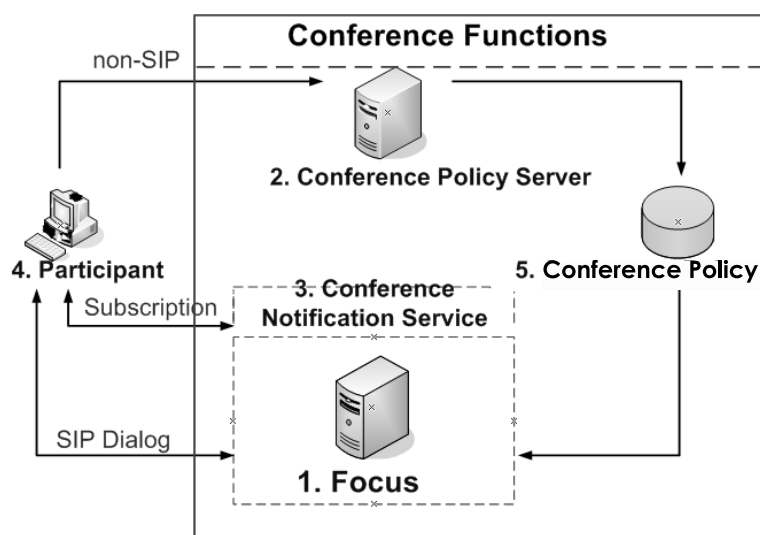 Conference Functions
non-SIP
2. Conference Policy Server
4. Participant
5. Conference Policy
Subscription
3. Conference
Notification Service
SIP Dialog
1. Focus